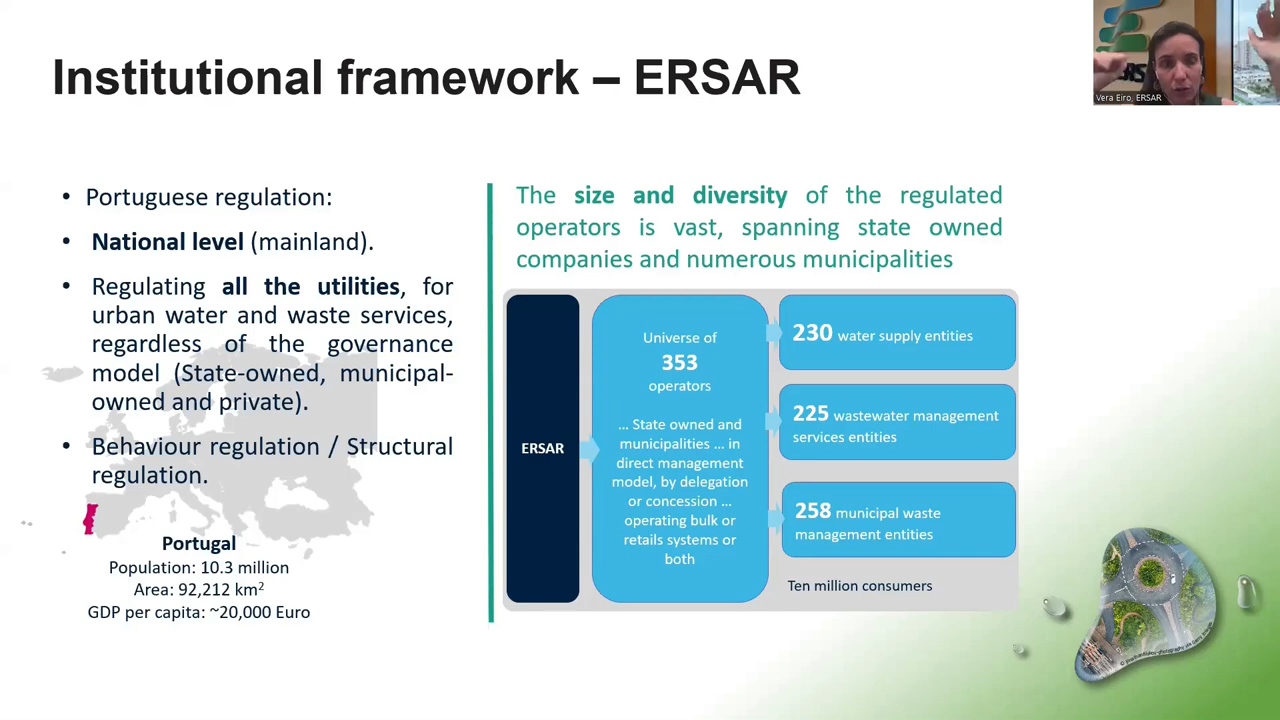 Institutional framework – ERSAR
Vera Eiro, ERSAR
• Portuguese regulation:
• National level (mainland).
• Regulating all the utilities, for
urban water and waste services,
regardless of the governance
model (State-owned, municipal-
owned and private).
• Behaviour regulation / Structural
regulation.
Portugal
Population: 10.3 million
Area: 92,212 km²
GDP per capita: ~20,000 Euro
The size and diversity of the regulated
operators is vast, spanning state owned
companies and numerous municipalities
ERSAR
Universe of
353
operators
... State owned and
municipalities ... in
direct management
model, by delegation
or concession ...
operating bulk or
retails systems or
both
230 water supply entities
225 wastewater management
services entities
258 municipal waste
management entities
Ten million consumers